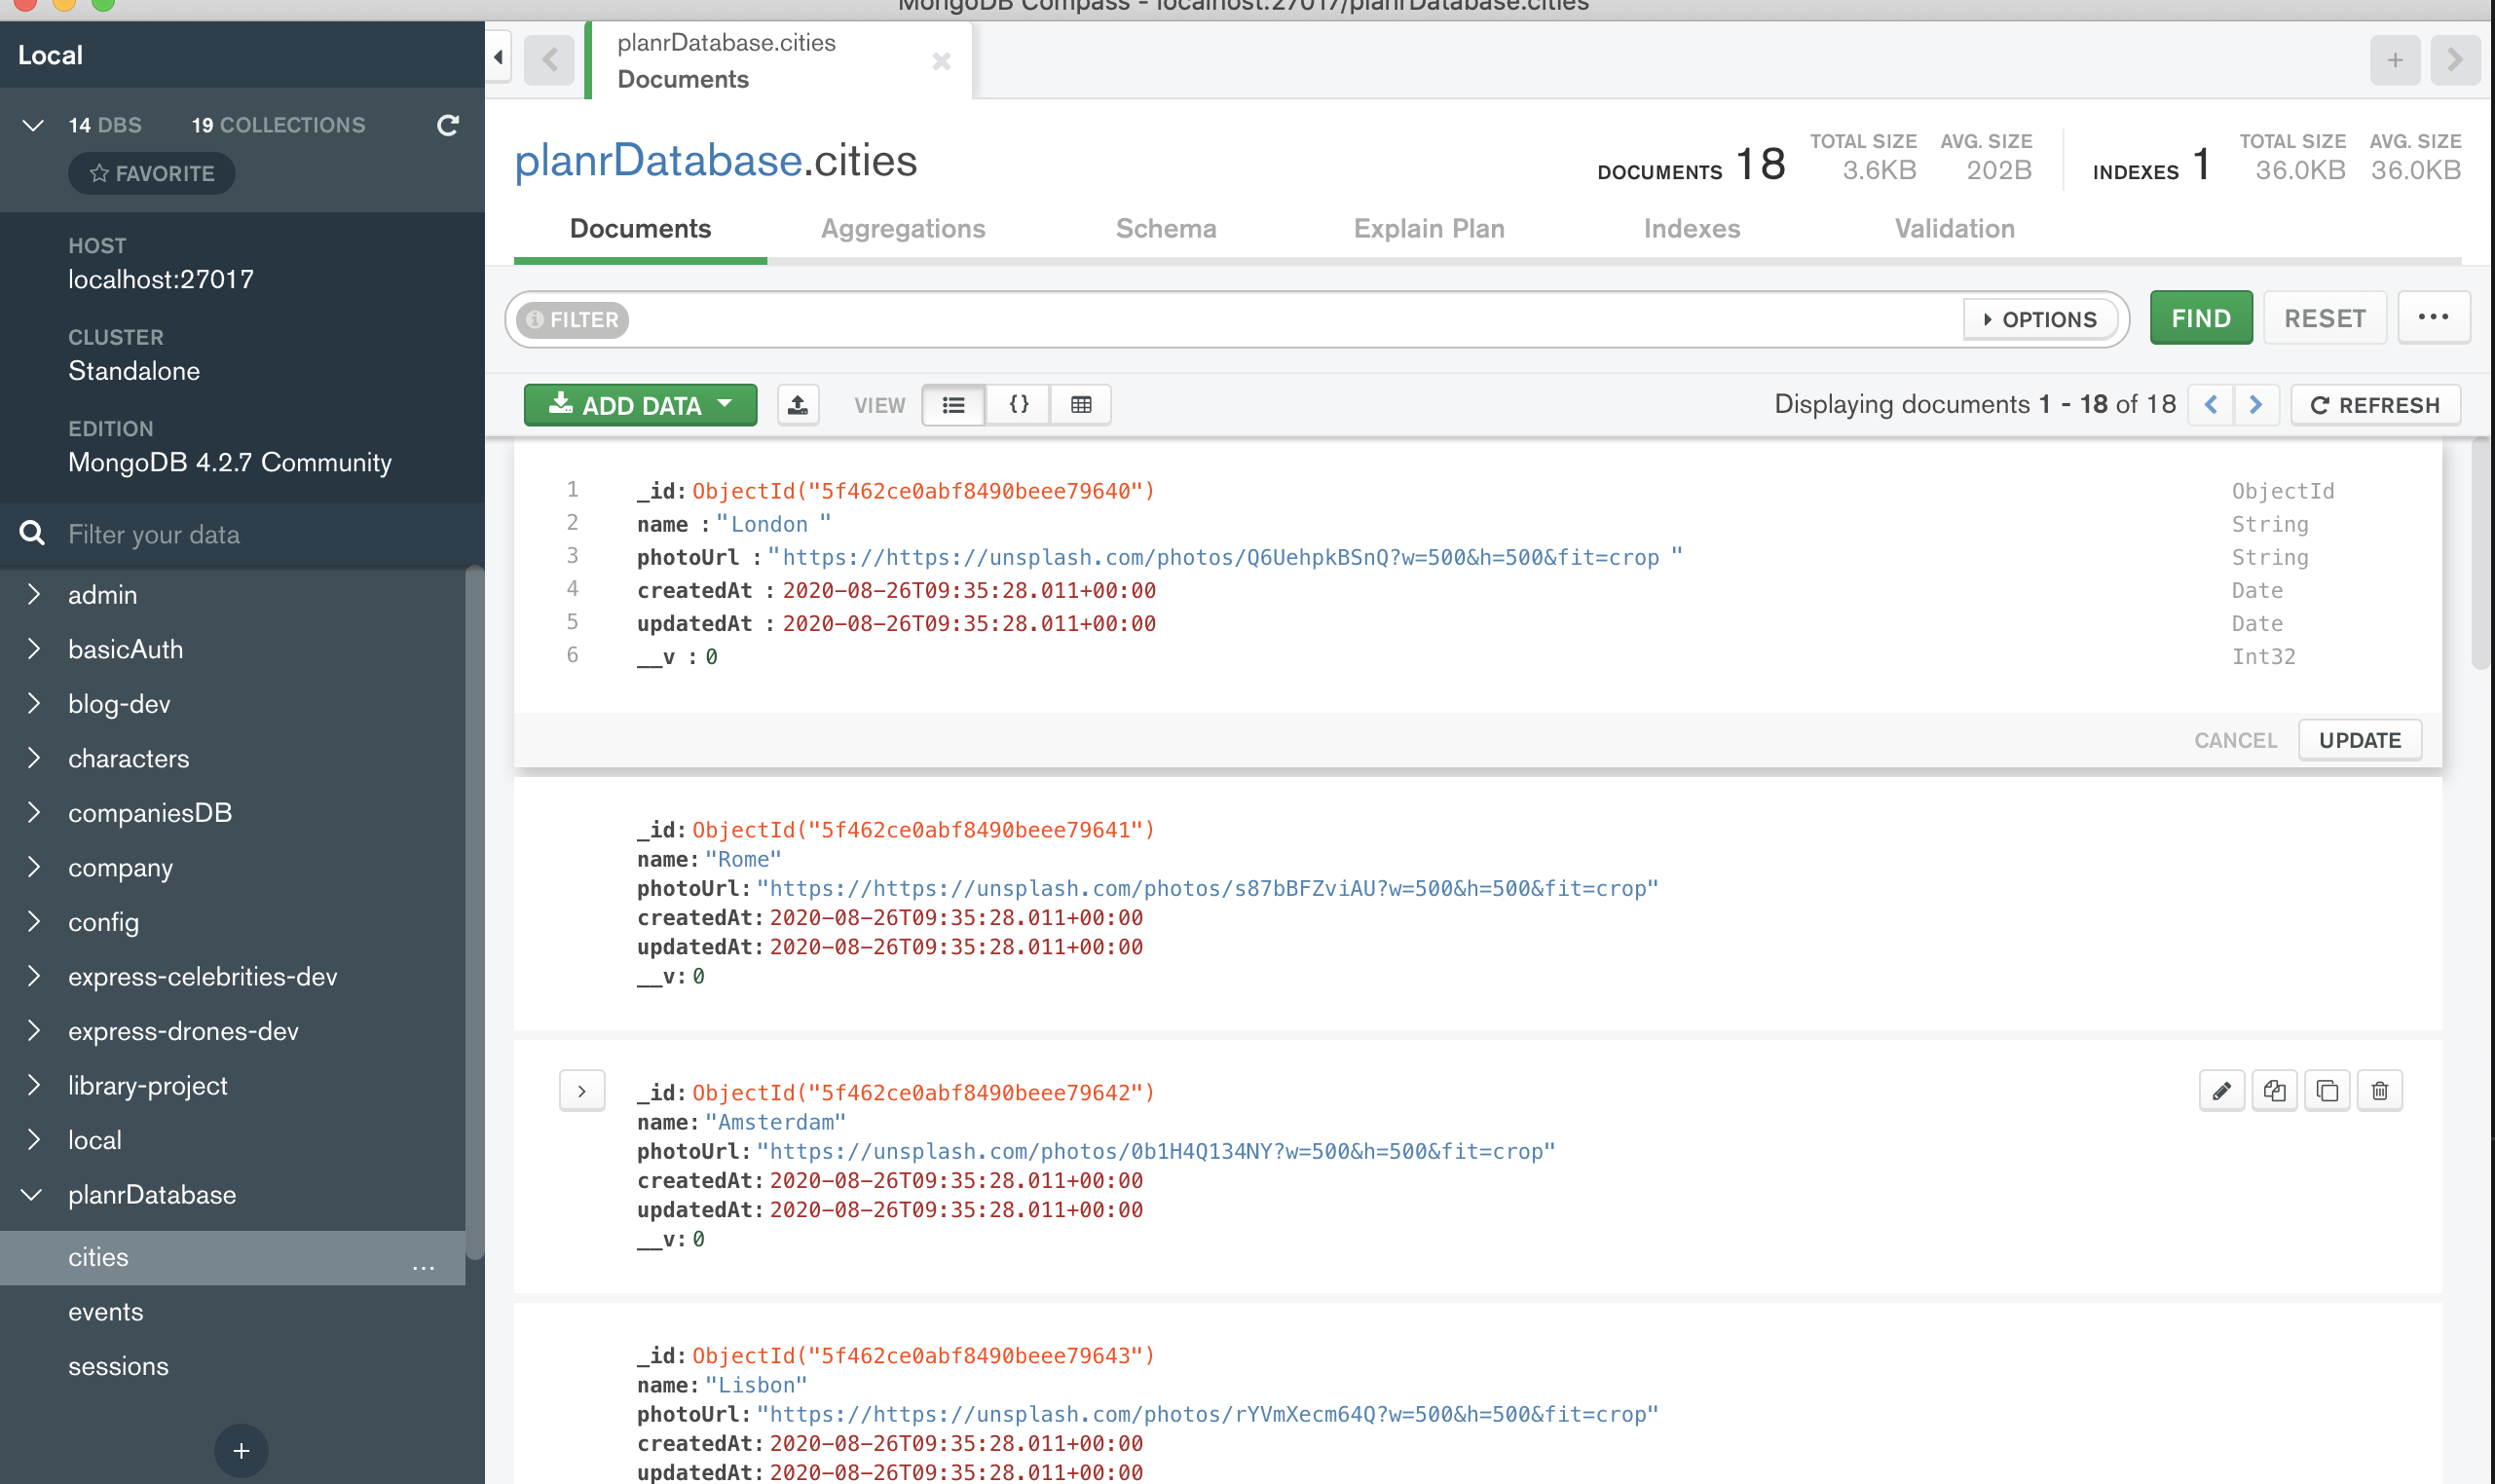 MongoDB Compass - localhost:27017/planrDatabase.cities
Local
14 DBS 19 COLLECTIONS
FAVORITE
HOST
localhost:27017
CLUSTER
Standalone
EDITION
MongoDB 4.2.7 Community
Filter your data
admin
basicAuth
blog-dev
characters
companiesDB
company
config
express-celebrities-dev
express-drones-dev
library-project
local
planrDatabase
cities ...
events
sessions
+
planrDatabase.cities
Documents
planrDatabase.cities
DOCUMENTS 18 TOTAL SIZE 3.6KB AVG. SIZE 202B
INDEXES 1 TOTAL SIZE 36.0KB AVG. SIZE 36.0KB
Documents Aggregations Schema Explain Plan Indexes Validation
FILTER OPTIONS FIND RESET ...
ADD DATA VIEW {} Displaying documents 1 - 18 of 18 REFRESH
1 _id: ObjectId("5f462ce0abf8490beee79640") ObjectId
2 name : "London " String
3 photoUrl : "https://https://unsplash.com/photos/Q6UehpkBSnQ?w=500&h=500&fit=crop " String
4 createdAt : 2020-08-26T09:35:28.011+00:00 Date
5 updatedAt : 2020-08-26T09:35:28.011+00:00 Date
6 __v : 0 Int32
CANCEL UPDATE
_id: ObjectId("5f462ce0abf8490beee79641")
name: "Rome"
photoUrl: "https://https://unsplash.com/photos/s87bBFZviAU?w=500&h=500&fit=crop"
createdAt: 2020-08-26T09:35:28.011+00:00
updatedAt: 2020-08-26T09:35:28.011+00:00
__v: 0
_id: ObjectId("5f462ce0abf8490beee79642")
name: "Amsterdam"
photoUrl: "https://unsplash.com/photos/0b1H4Q134NY?w=500&h=500&fit=crop"
createdAt: 2020-08-26T09:35:28.011+00:00
updatedAt: 2020-08-26T09:35:28.011+00:00
__v: 0
_id: ObjectId("5f462ce0abf8490beee79643")
name: "Lisbon"
photoUrl: "https://https://unsplash.com/photos/rYVmXecm64Q?w=500&h=500&fit=crop"
createdAt: 2020-08-26T09:35:28.011+00:00
updatedAt: 2020-08-26T09:35:28.011+00:00